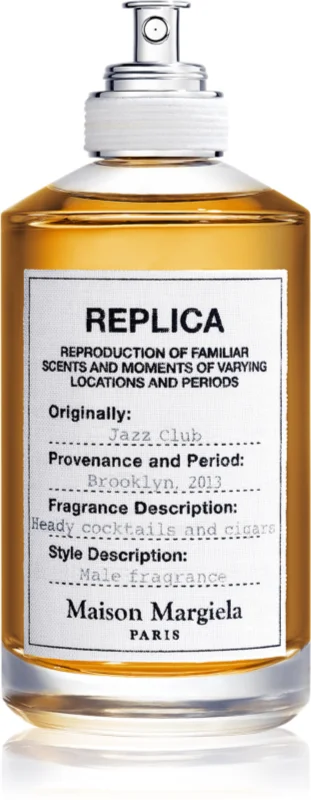 REPLICA
REPRODUCTION OF FAMILIAR
SCENTS AND MOMENTS OF VARYING
LOCATIONS AND PERIODS
Originally:
Jazz Club
Provenance and Period:
Brooklyn, 2013
Fragrance Description:
Heady cocktails and cigars
Style Description:
Male fragrance
Maison Margiela
PARIS